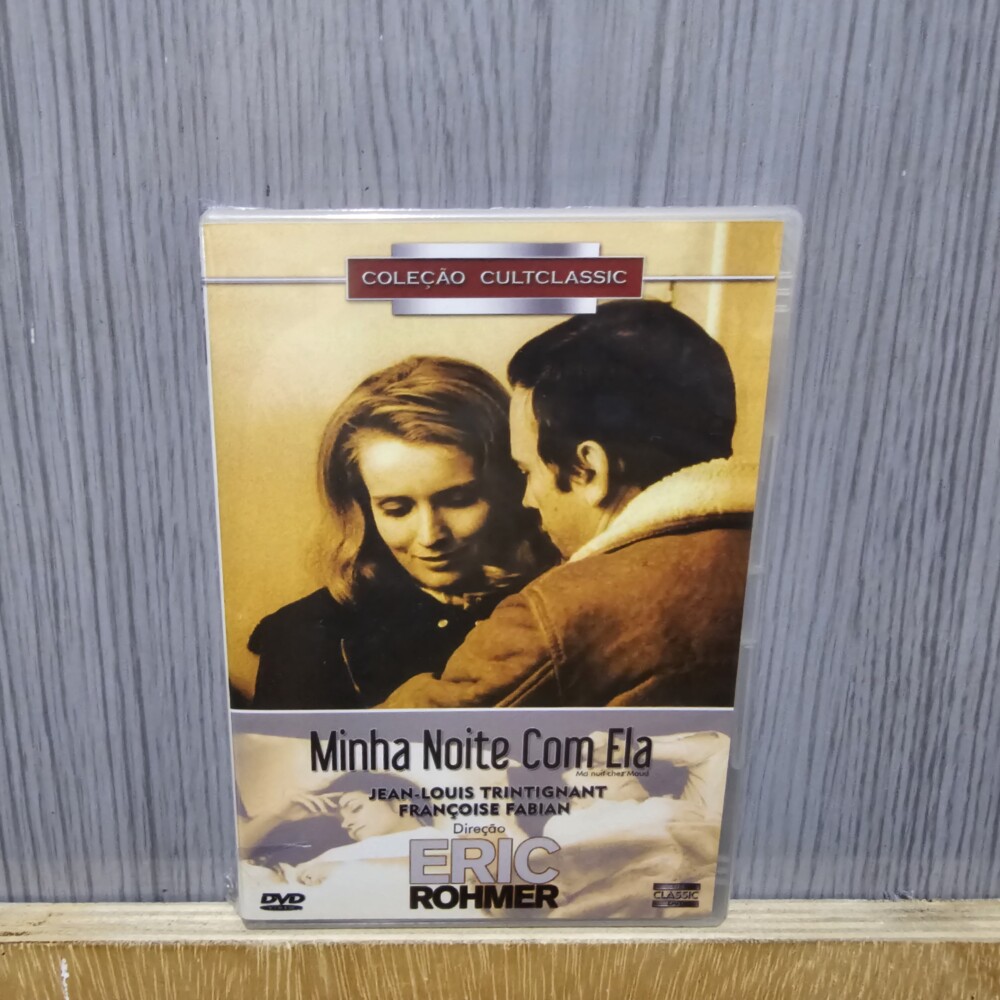 COLEÇÃO CULTCLASSIC
Minha Noite Com Ela
Ma nuit chez Maud
JEAN-LOUIS TRINTIGNANT
FRANÇOISE FABIAN
Direção
ERIC
ROHMER
DVD
CLASSIC